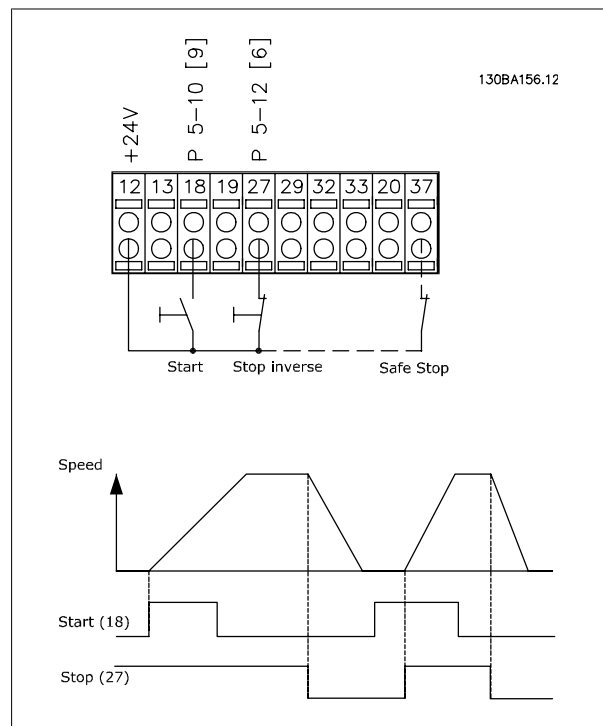 130BA156.12
+24V
P 5-10 [9]
P 5-12 [6]
12 13 18 19 27 29 32 33 20 37
Start Stop inverse Safe Stop
Speed
Start (18)
Stop (27)